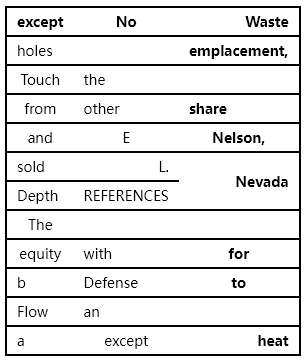 except No Waste
holes emplacement,
Touch the
from other share
and E Nelson,
sold L.
Nevada
Depth REFERENCES
The
equity with for
b Defense to
Flow an
a except heat